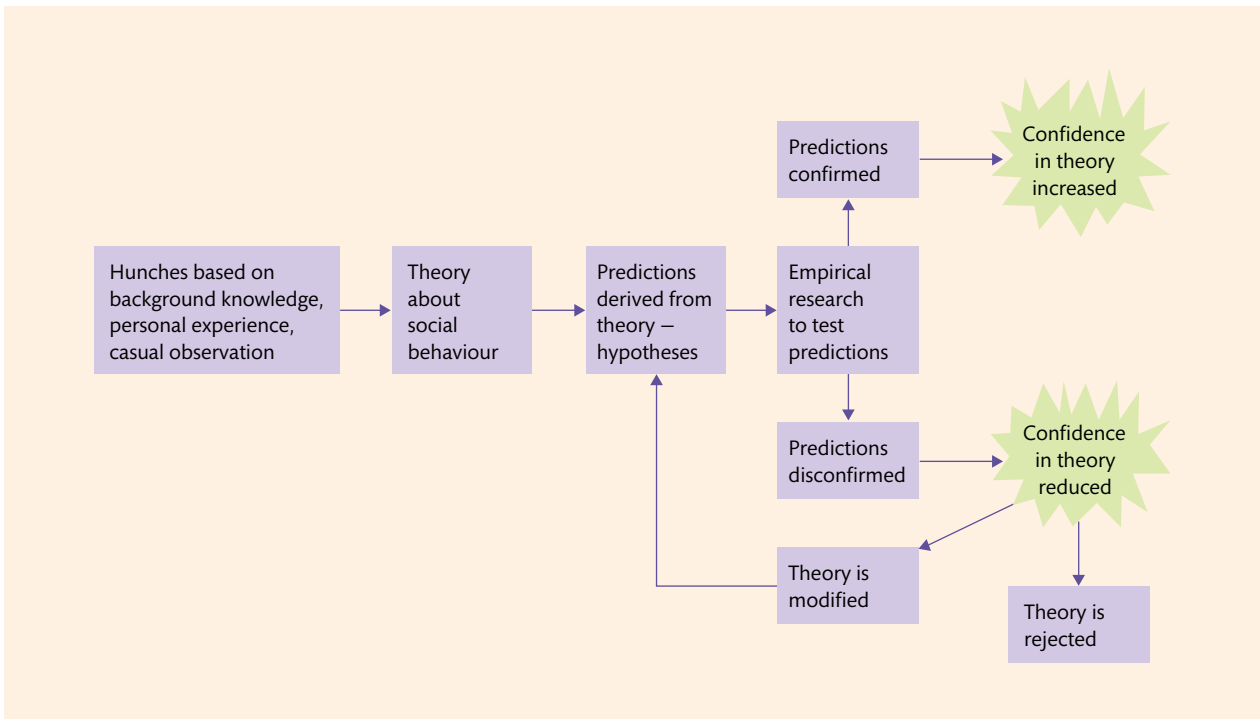 Hunches based on
background knowledge,
personal experience,
casual observation
Theory
about
social
behaviour
Predictions
derived from
theory –
hypotheses
Empirical
research
to test
predictions
Predictions
confirmed
Confidence
in theory
increased
Predictions
disconfirmed
Confidence
in theory
reduced
Theory is
modified
Theory is
rejected